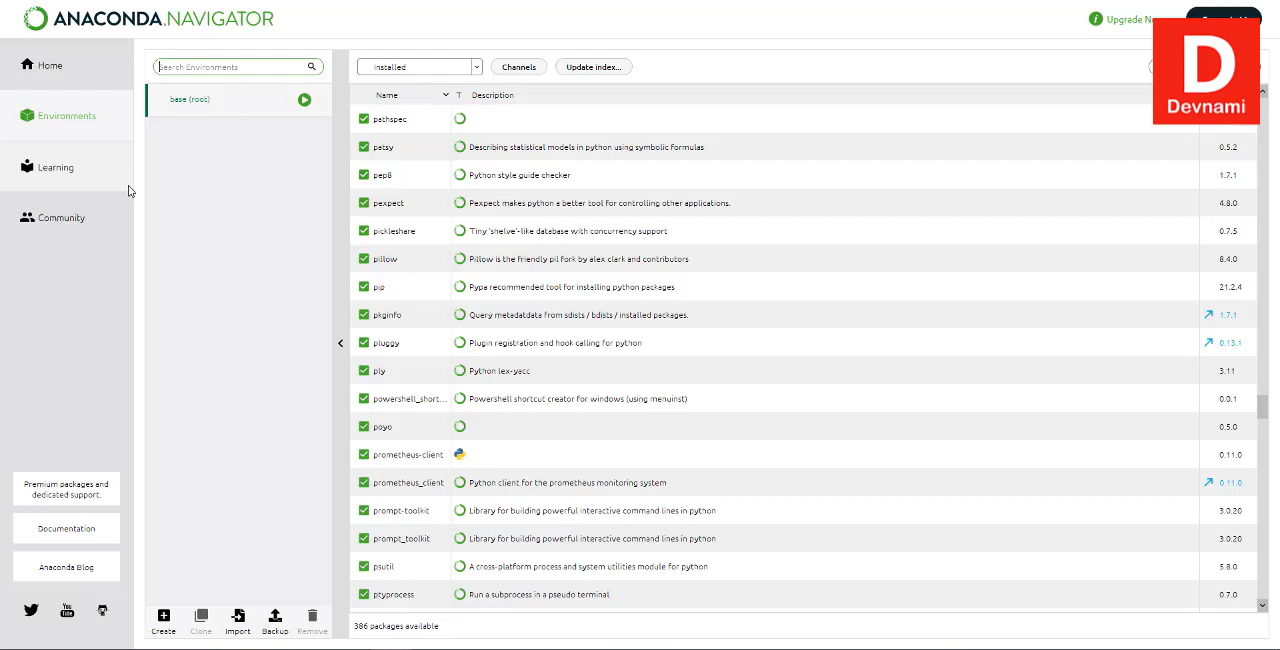 ANACONDA.NAVIGATOR
Upgrade N
D
Devnami
Home
Environments
Learning
Community
Premium packages and
dedicated support.
Documentation
Anaconda Blog
You
Tube
Search Environments
base (root)
Create
Clone
Import
Backup
Remove
Installed
Channels
Update index...
Name
T
Description
pathspec
patsy
Describing statistical models in python using symbolic formulas
0.5.2
pep8
Python style guide checker
1.7.1
pexpect
Pexpect makes python a better tool for controlling other applications.
4.8.0
pickleshare
Tiny 'shelve'-like database with concurrency support
0.7.5
pillow
Pillow is the friendly pil fork by alex clark and contributors
8.4.0
pip
Pypa recommended tool for installing python packages
21.2.4
pkginfo
Query metadatdata from sdists / bdists / installed packages.
1.7.1
pluggy
Plugin registration and hook calling for python
0.13.1
ply
Python lex-yacc
3.11
powershell_short...
Powershell shortcut creator for windows (using menuinst)
0.0.1
poyo
0.5.0
prometheus-client
0.11.0
prometheus_client
Python client for the prometheus monitoring system
0.11.0
prompt-toolkit
Library for building powerful interactive command lines in python
3.0.20
prompt_toolkit
Library for building powerful interactive command lines in python
3.0.20
psutil
A cross-platform process and system utilities module for python
5.8.0
ptyprocess
Run a subprocess in a pseudo terminal
0.7.0
386 packages available